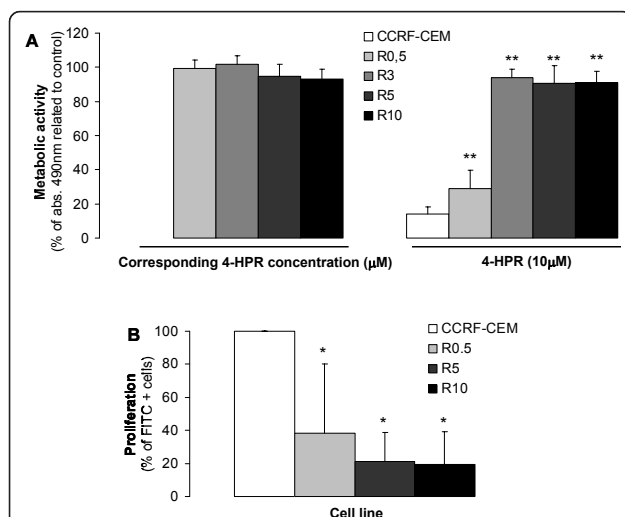 A
Metabolic activity
(% of abs. 490nm related to control)
120
100
80
60
40
20
0
CCRF-CEM
R0,5
R3
R5
R10
**
**
**
**
Corresponding 4-HPR concentration (µM)
4-HPR (10µM)
B
Proliferation
(% of FITC + cells)
100
80
60
40
20
0
*
*
*
CCRF-CEM
R0.5
R5
R10
Cell line